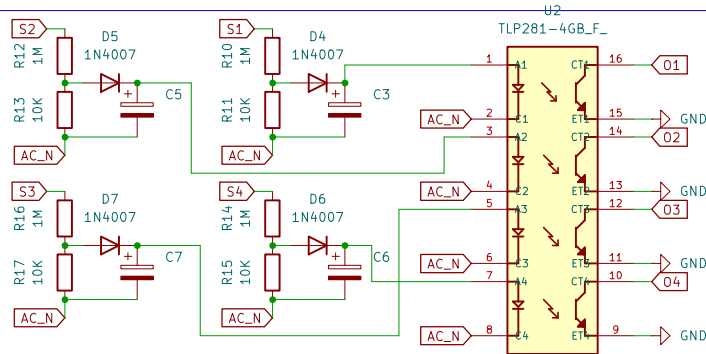 U2
TLP281-4GB_F_
S2
D5
1N4007
R12
1M
R13
10K
C5
+
AC_N
S1
D4
1N4007
R10
1M
R11
10K
C3
+
AC_N
S3
D7
1N4007
R16
1M
R17
10K
C7
+
AC_N
S4
D6
1N4007
R14
1M
R15
10K
C6
+
AC_N
1 A1 CT1 16 O1
AC_N 2 C1 ET1 15 GND
3 A2 CT2 14 O2
AC_N 4 C2 ET2 13 GND
5 A3 CT3 12 O3
AC_N 6 C3 ET3 11 GND
7 A4 CT4 10 O4
AC_N 8 C4 ET4 9 GND